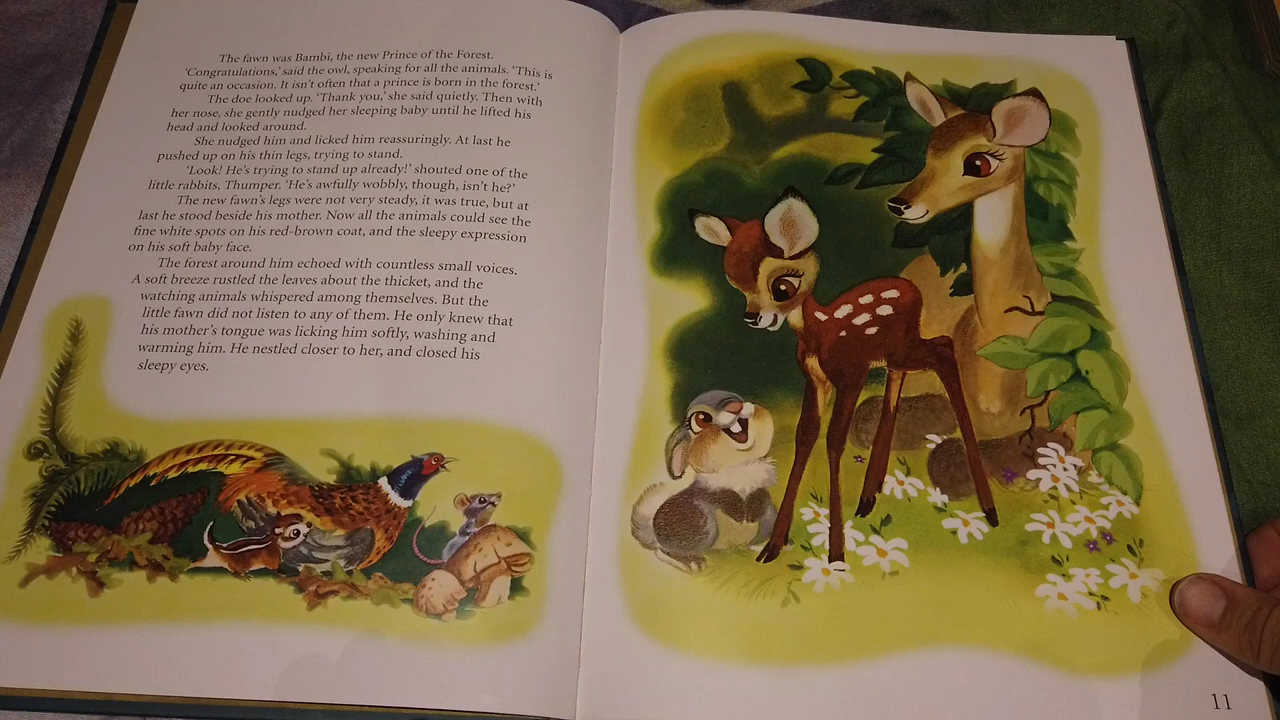 The fawn was Bambi, the new Prince of the Forest.
‘Congratulations,’ said the owl, speaking for all the animals. ‘This is
quite an occasion. It isn’t often that a prince is born in the forest.’
The doe looked up. ‘Thank you,’ she said quietly. Then with
her nose, she gently nudged her sleeping baby until he lifted his
head and looked around.
She nudged him and licked him reassuringly. At last he
pushed up on his thin legs, trying to stand.
‘Look! He’s trying to stand up already!’ shouted one of the
little rabbits, Thumper. ‘He’s awfully wobbly, though, isn’t he?’
The new fawn’s legs were not very steady, it was true, but at
last he stood beside his mother. Now all the animals could see the
fine white spots on his red-brown coat, and the sleepy expression
on his soft baby face.
The forest around him echoed with countless small voices.
A soft breeze rustled the leaves about the thicket, and the
watching animals whispered among themselves. But the
little fawn did not listen to any of them. He only knew that
his mother’s tongue was licking him softly, washing and
warming him. He nestled closer to her, and closed his
sleepy eyes.
11